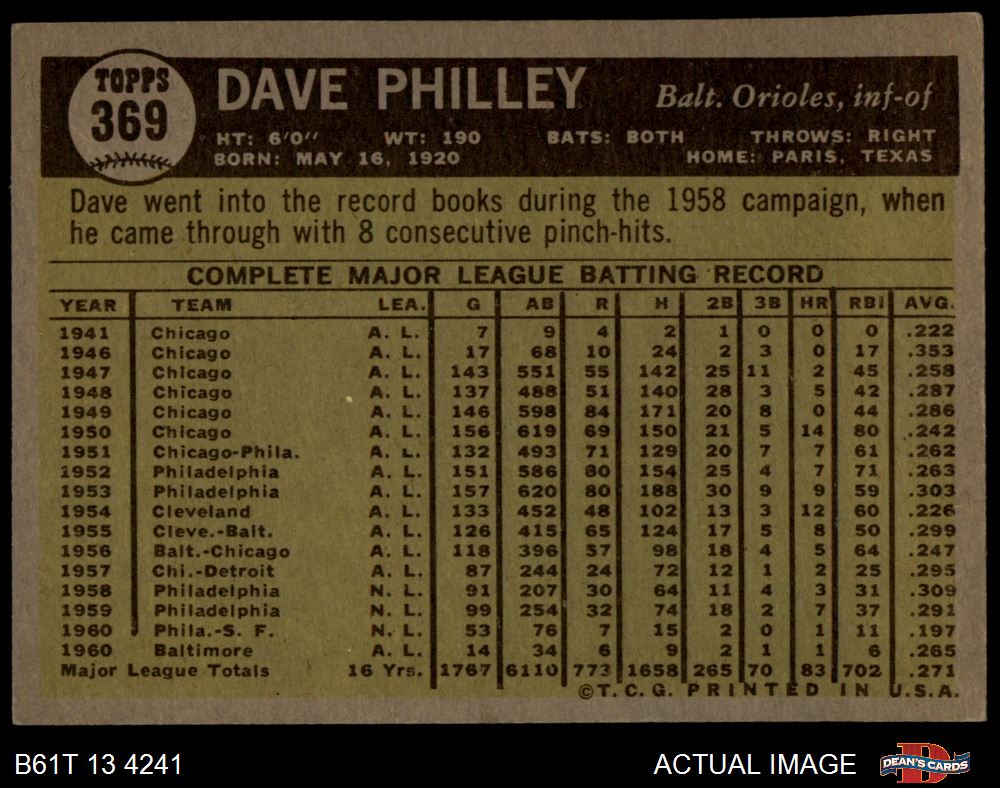 TOPPS
369
DAVE PHILLEY Balt. Orioles, inf-of
HT: 6'0" WT: 190 BATS: BOTH THROWS: RIGHT
BORN: MAY 16, 1920 HOME: PARIS, TEXAS
Dave went into the record books during the 1958 campaign, when
he came through with 8 consecutive pinch-hits.
COMPLETE MAJOR LEAGUE BATTING RECORD
YEAR TEAM LEA. G AB R H 2B 3B HR RBI AVG.
1941 Chicago A. L. 7 9 4 2 1 0 0 0 .222
1946 Chicago A. L. 17 68 10 24 2 3 0 17 .353
1947 Chicago A. L. 143 551 55 142 25 11 2 45 .258
1948 Chicago A. L. 137 488 51 140 28 3 5 42 .287
1949 Chicago A. L. 146 598 84 171 20 8 0 44 .286
1950 Chicago A. L. 156 619 69 150 21 5 14 80 .242
1951 Chicago-Phila. A. L. 132 493 71 129 20 7 7 61 .262
1952 Philadelphia A. L. 151 586 80 154 25 4 7 71 .263
1953 Philadelphia A. L. 157 620 80 188 30 9 9 59 .303
1954 Cleveland A. L. 133 452 48 102 13 3 12 60 .226
1955 Cleve.-Balt. A. L. 126 415 65 124 17 5 8 50 .299
1956 Balt.-Chicago A. L. 118 396 57 98 18 4 5 64 .247
1957 Chi.-Detroit A. L. 87 244 24 72 12 1 2 25 .295
1958 Philadelphia N. L. 91 207 30 64 11 4 3 31 .309
1959 Philadelphia N. L. 99 254 32 74 18 2 7 37 .291
1960 Phila.-S. F. N. L. 53 76 7 15 2 0 1 11 .197
1960 Baltimore A. L. 14 34 6 9 2 1 1 6 .265
Major League Totals 16 Yrs. 1767 6110 773 1658 265 70 83 702 .271
©T.C.G. PRINTED IN U.S.A.
B61T 13 4241 ACTUAL IMAGE DEAN'S CARDS